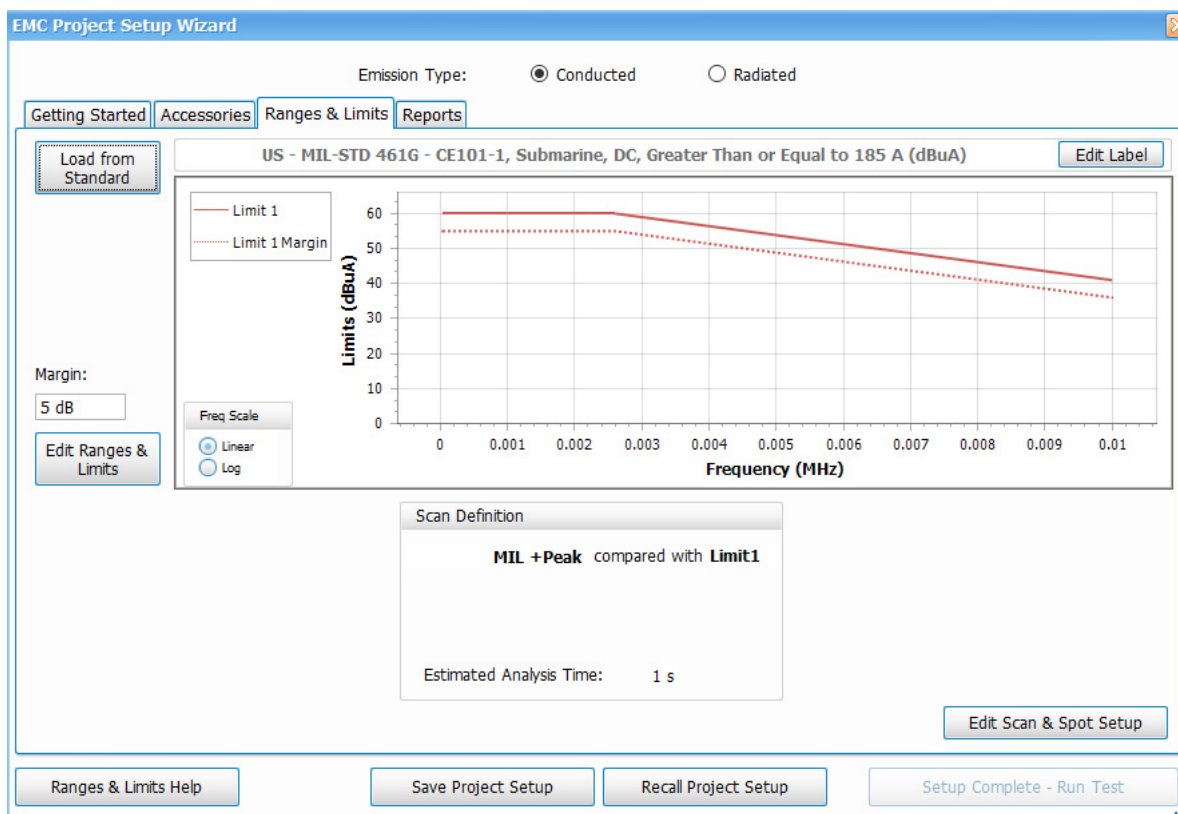 EMC Project Setup Wizard
Emission Type: Conducted Radiated
Getting Started Accessories Ranges & Limits Reports
Load from
Standard
US - MIL-STD 461G - CE101-1, Submarine, DC, Greater Than or Equal to 185 A (dBuA)
Edit Label
Limit 1
Limit 1 Margin
Limits (dBuA)
60
50
40
30
20
10
0
0 0.001 0.002 0.003 0.004 0.005 0.006 0.007 0.008 0.009 0.01
Frequency (MHz)
Freq Scale
Linear
Log
Margin:
5 dB
Edit Ranges &
Limits
Scan Definition
MIL +Peak compared with Limit1
Estimated Analysis Time: 1 s
Edit Scan & Spot Setup
Ranges & Limits Help
Save Project Setup
Recall Project Setup
Setup Complete - Run Test